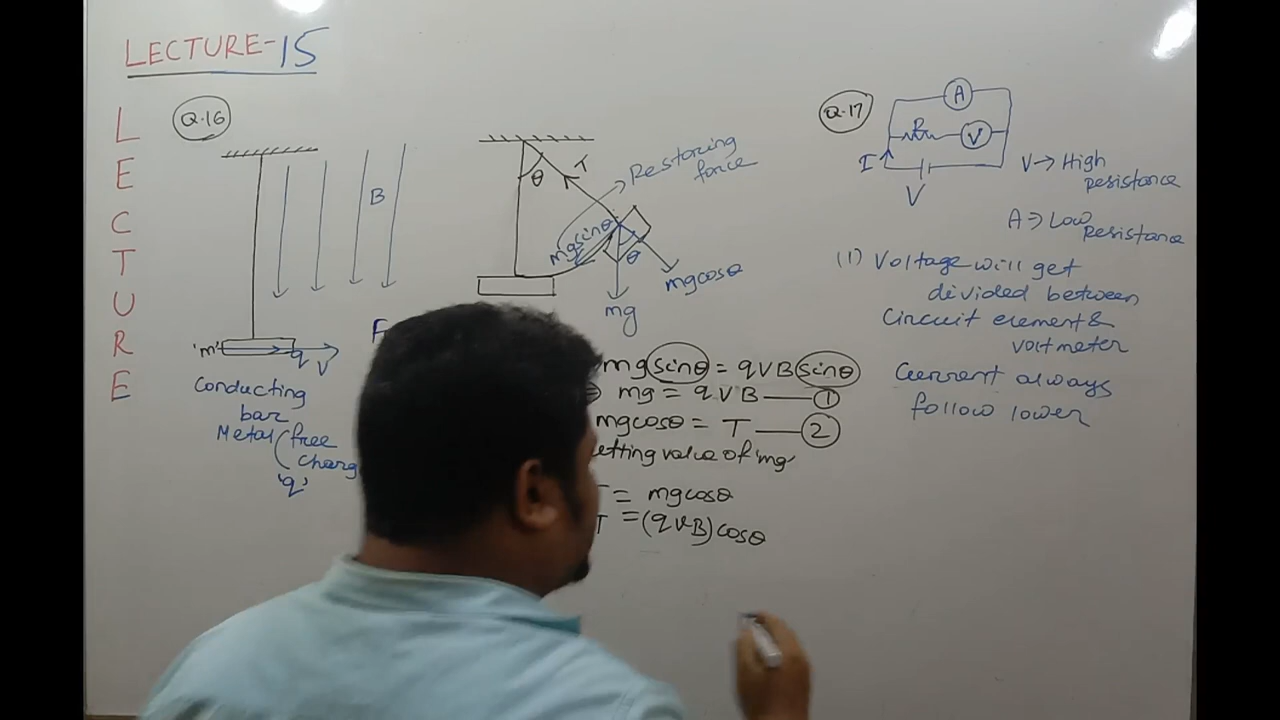 LECTURE-15
LECTURE
Q.16
B
'm'
q
V
F
Conducting
bar
Metal (free
charg
'q'
θ
T
Restoring
force
mgsinθ
θ
mgcosθ
mg
mg sinθ = qVB sinθ
mg = qVB — 1
mgcosθ = T — 2
etting value of 'mg'
T = mgcosθ
T = (qVB)cosθ
Q.17
A
R
V
I
V
V → High
resistance
A ⇒ Low
resistance
(1) Voltage will get
divided between
circuit element &
voltmeter
Current always
follow lower